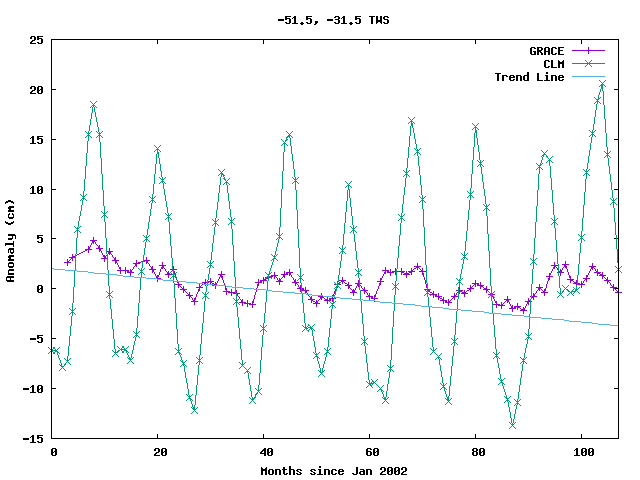 -51.5, -31.5 TWS
GRACE
CLM
Trend Line
25
20
15
10
5
0
-5
-10
-15
Anomaly (cm)
0 20 40 60 80 100
Months since Jan 2002